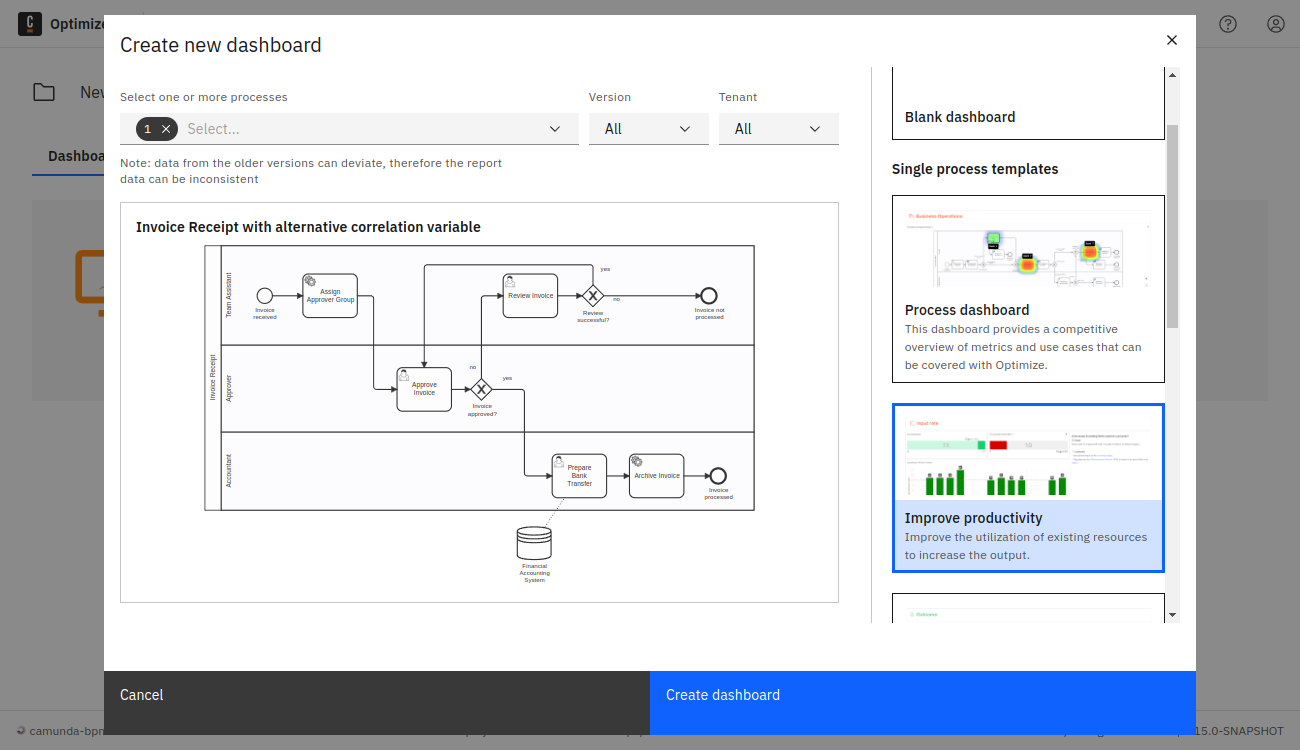 Optimize
Create new dashboard
Select one or more processes
Version
Tenant
1
Select...
All
All
Note: data from the older versions can deviate, therefore the report
data can be inconsistent
Invoice Receipt with alternative correlation variable
Invoice Receipt
Team Assistant
Approver
Accountant
Invoice
received
Assign
Approver Group
Review Invoice
yes
no
Review
successful?
Invoice not
processed
Approve
Invoice
no
yes
Invoice
approved?
Prepare
Bank
Transfer
Archive Invoice
Invoice
processed
Financial
Accounting
System
Blank dashboard
Single process templates
Business Operations
Process dashboard
This dashboard provides a competitive
overview of metrics and use cases that can
be covered with Optimize.
Input rate
Improve productivity
Improve the utilization of existing resources
to increase the output.
Outcomes
Cancel
Create dashboard
15.0-SNAPSHOT